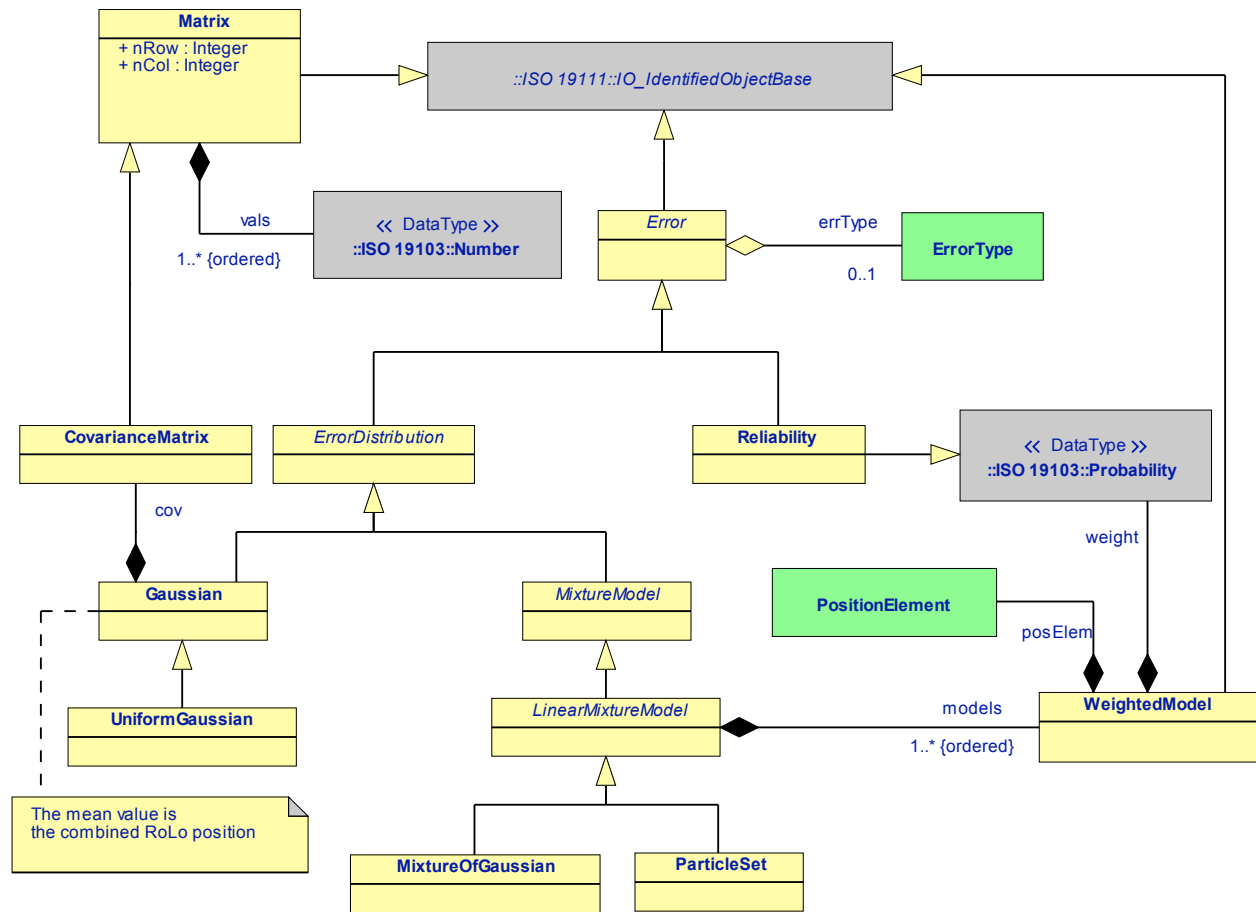 Matrix
+ nRow : Integer
+ nCol : Integer
::ISO 19111::IO_IdentifiedObjectBase
vals
1..* {ordered}
<< DataType >>
::ISO 19103::Number
Error
errType
0..1
ErrorType
CovarianceMatrix
ErrorDistribution
Reliability
<< DataType >>
::ISO 19103::Probability
cov
weight
Gaussian
MixtureModel
PositionElement
posElem
UniformGaussian
LinearMixtureModel
models
1..* {ordered}
WeightedModel
The mean value is
the combined RoLo position
MixtureOfGaussian
ParticleSet